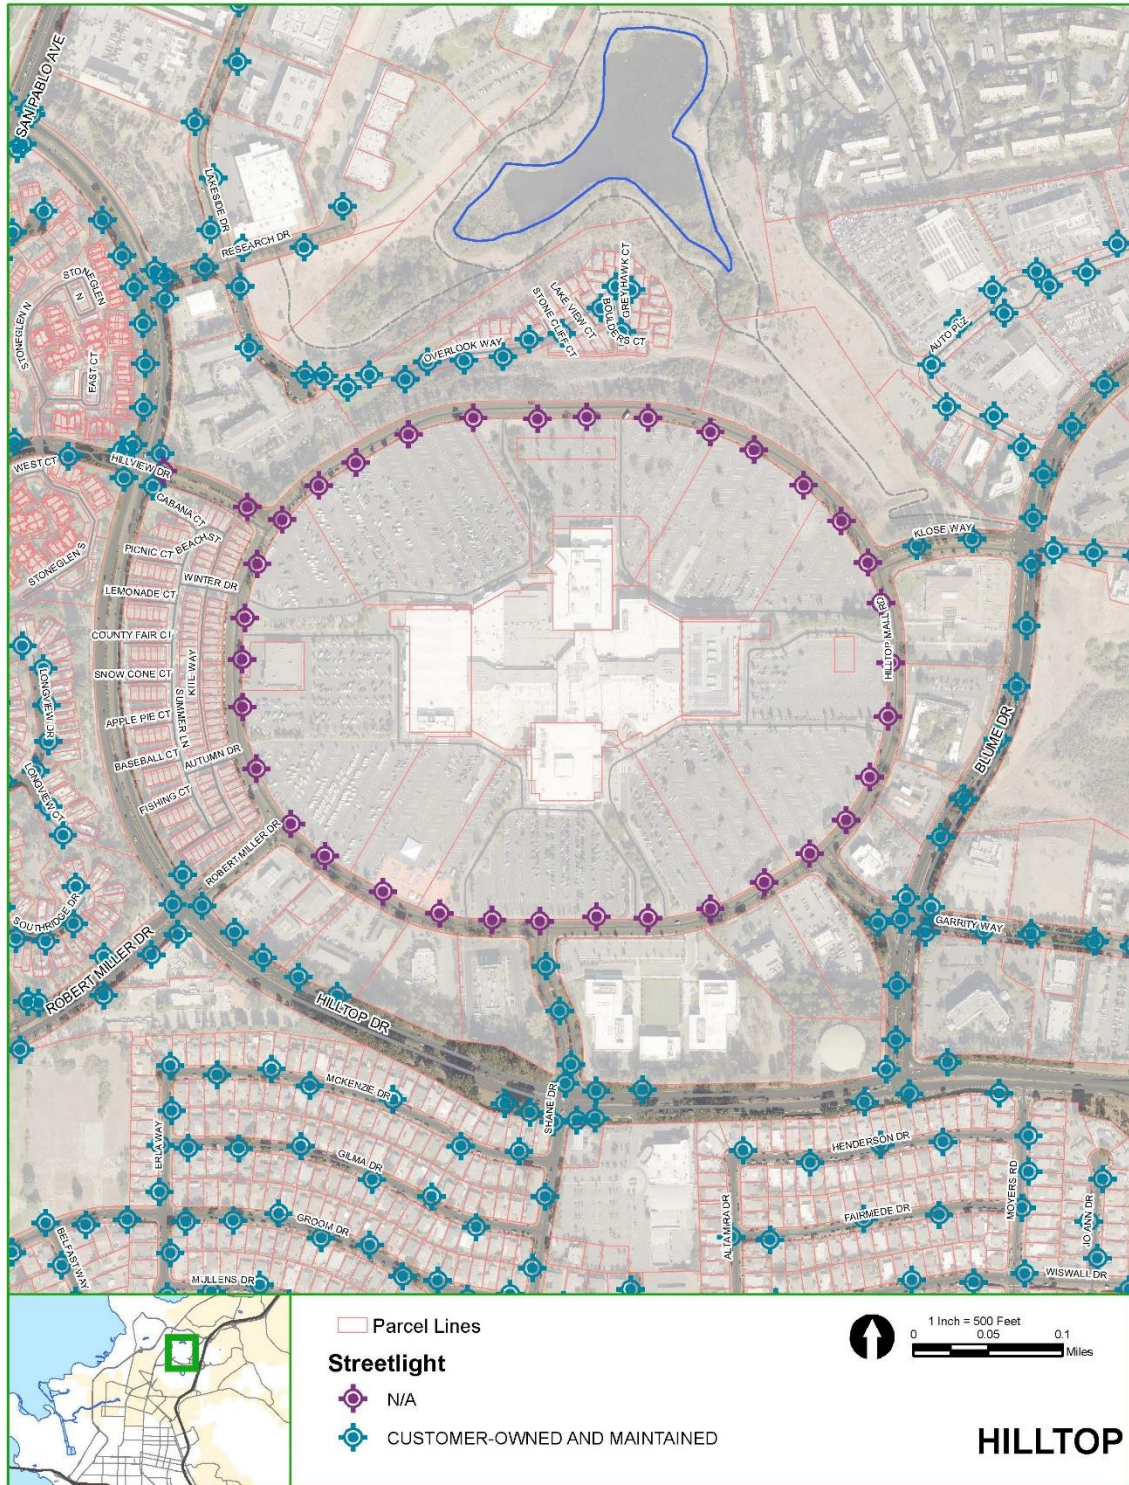 SAN PABLO AVE
LAKESIDE DR
RESEARCH DR
GREYHAWK CT
LAKE VIEW CT
STONE CLIFF CT
BOULDERS CT
OVERLOOK WAY
AUTO PLZ
STONEGLEN N
STONEGLEN
N
EAST CT
WEST CT
HILLVIEW DR
CABANA CT
KLOSE WAY
PICNIC CT
BEACH ST
STONEGLEN S
WINTER DR
LEMONADE CT
HILLTOP MALL RD
COUNTY FAIR CT
KITE WAY
SNOW CONE CT
LONGVIEW DR
SUMMER LN
APPLE PIE CT
BLUME DR
BASEBALL CT
AUTUMN DR
LONGVIEW CT
FISHING CT
ROBERT MILLER DR
SOUTHRIDGE DR
GARRITY WAY
ROBERT MILLER DR
HILLTOP DR
MCKENZIE DR
SHANE DR
ERLA WAY
HENDERSON DR
GILMA DR
MOYERS RD
ALTAMIRA DR
FAIRMEDE DR
JO ANN DR
GROOM DR
BELFAST WAY
MULLENS DR
WISWALL DR
Parcel Lines
1 Inch = 500 Feet
0 0.05 0.1
Miles
Streetlight
N/A
CUSTOMER-OWNED AND MAINTAINED
HILLTOP